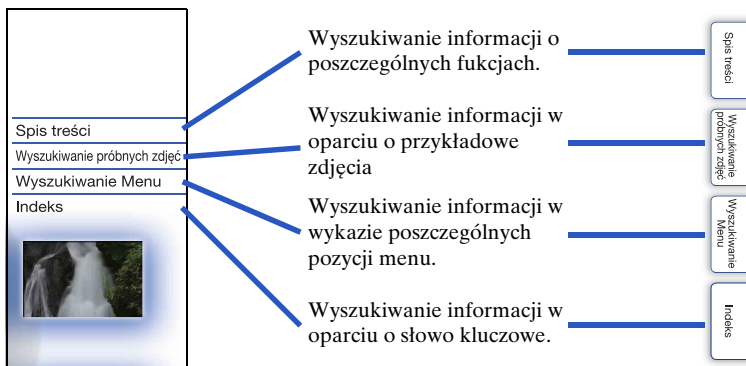 Spis treści
Wyszukiwanie próbnych zdjęć
Wyszukiwanie Menu
Indeks
Wyszukiwanie informacji o
poszczególnych fukcjach.
Wyszukiwanie informacji w
oparciu o przykładowe
zdjęcia
Wyszukiwanie informacji w
wykazie poszczególnych
pozycji menu.
Wyszukiwanie informacji w
oparciu o słowo kluczowe.
Spis treści
Wyszukiwanie
próbnych zdjęć
Wyszukiwanie
Menu
Indeks